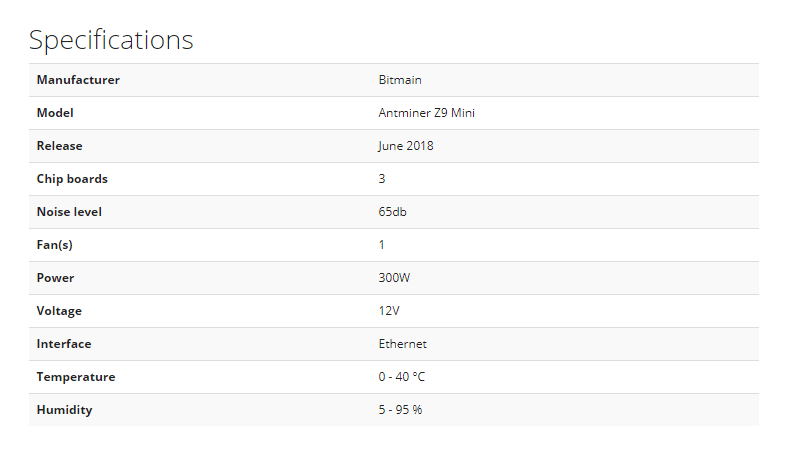 Specifications
Manufacturer Bitmain
Model Antminer Z9 Mini
Release June 2018
Chip boards 3
Noise level 65db
Fan(s) 1
Power 300W
Voltage 12V
Interface Ethernet
Temperature 0 - 40 °C
Humidity 5 - 95 %